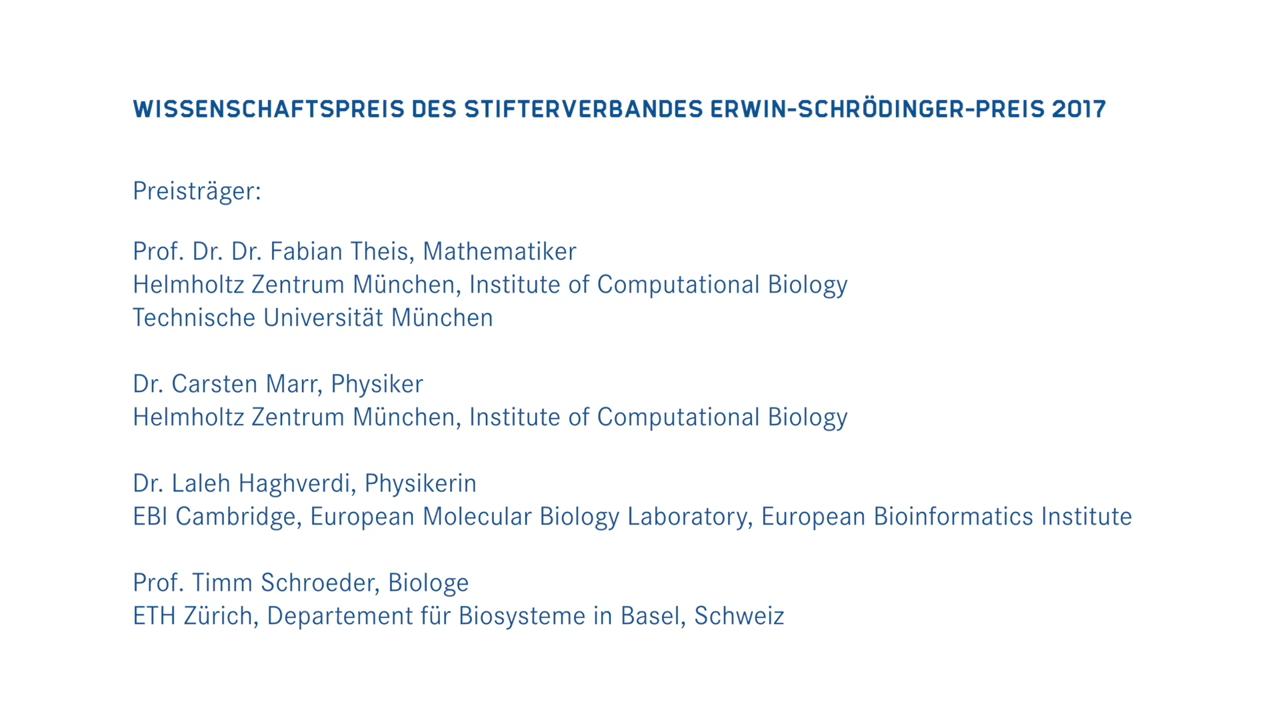 WISSENSCHAFTSPREIS DES STIFTERVERBANDES ERWIN-SCHRÖDINGER-PREIS 2017
Preisträger:
Prof. Dr. Dr. Fabian Theis, Mathematiker
Helmholtz Zentrum München, Institute of Computational Biology
Technische Universität München
Dr. Carsten Marr, Physiker
Helmholtz Zentrum München, Institute of Computational Biology
Dr. Laleh Haghverdi, Physikerin
EBI Cambridge, European Molecular Biology Laboratory, European Bioinformatics Institute
Prof. Timm Schroeder, Biologe
ETH Zürich, Departement für Biosysteme in Basel, Schweiz